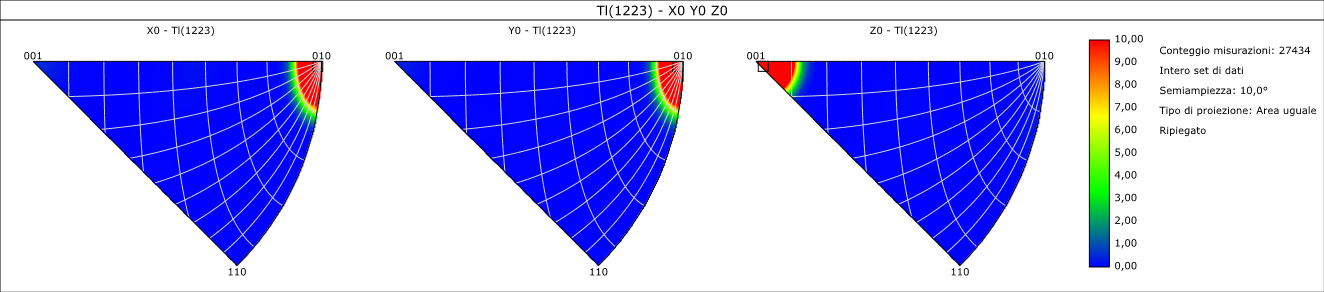 Tl(1223) - X0 Y0 Z0
X0 - Tl(1223)
001
010
110
Y0 - Tl(1223)
001
010
110
Z0 - Tl(1223)
001
010
110
10,00
9,00
8,00
7,00
6,00
5,00
4,00
3,00
2,00
1,00
0,00
Conteggio misurazioni: 27434
Intero set di dati
Semiampiezza: 10,0°
Tipo di proiezione: Area uguale
Ripiegato